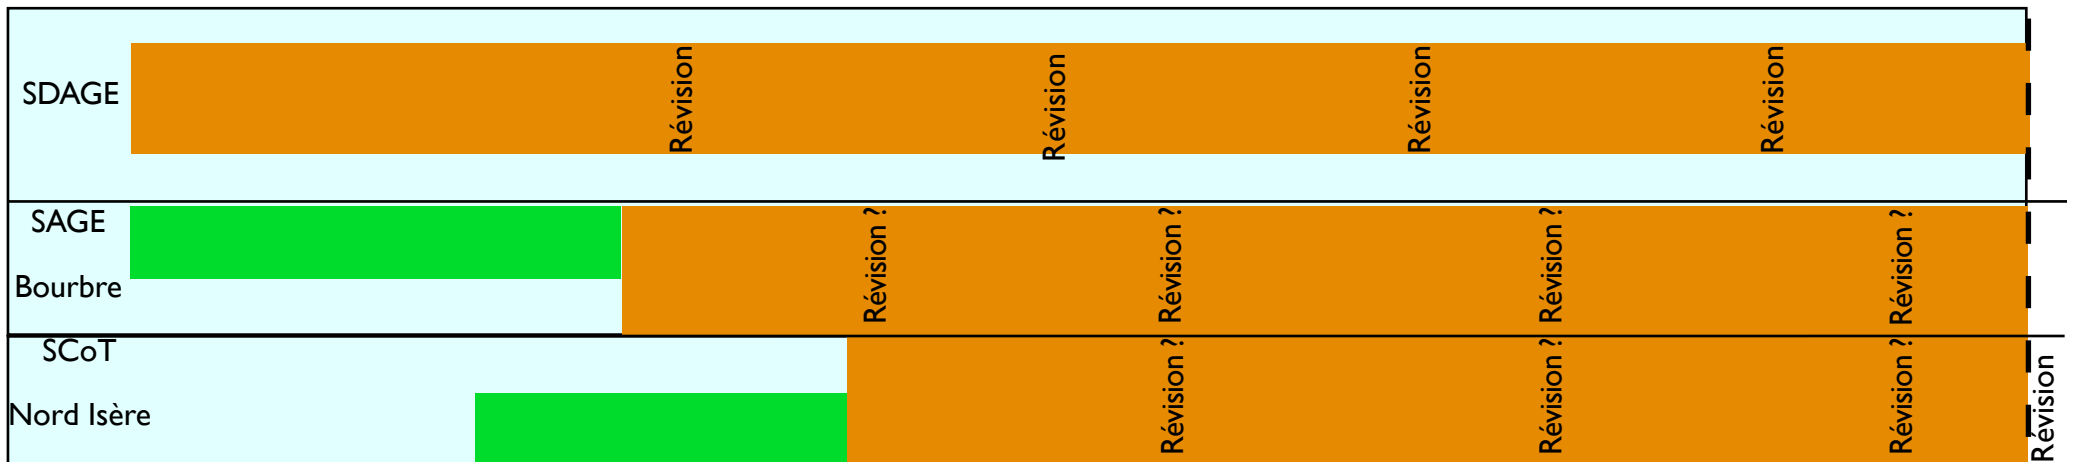 SDAGE
Révision
Révision
Révision
Révision
SAGE
Bourbre
Révision ?
Révision ?
Révision ?
Révision ?
SCoT
Nord Isère
Révision ?
Révision ?
Révision ?
Révision